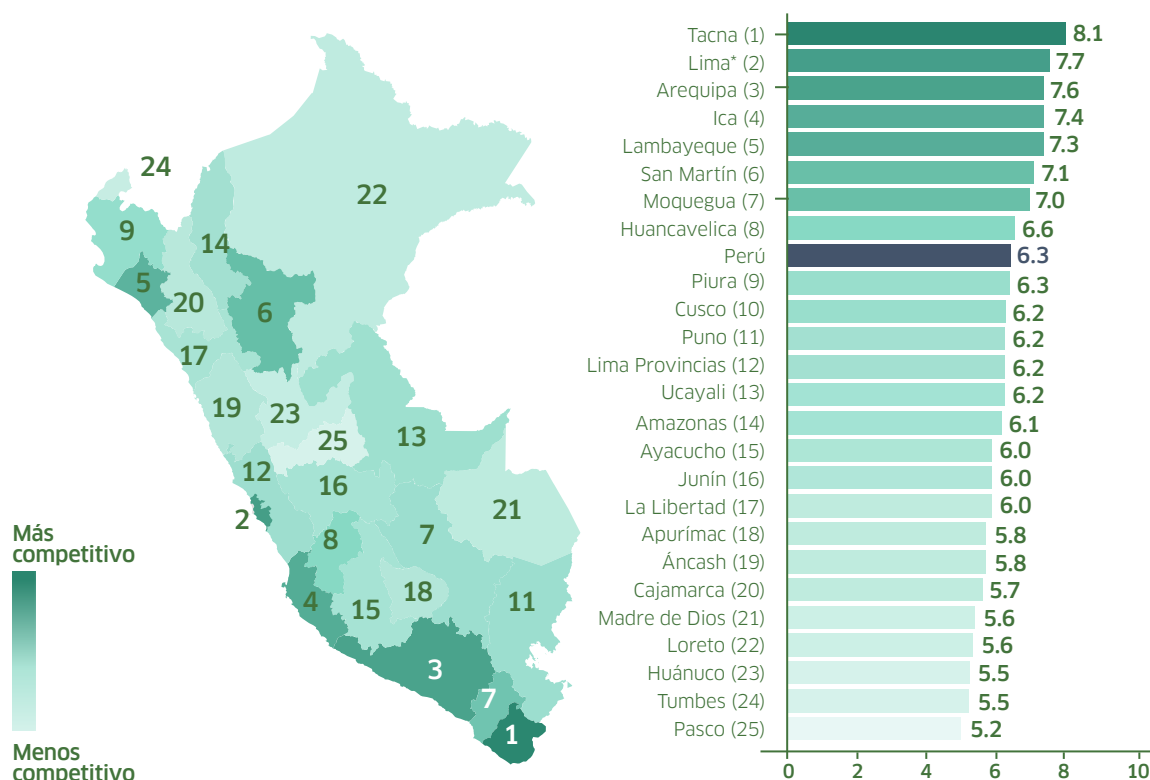 24
22
9
14
5
20
6
17
19
23
25
13
12
16
2
21
8
7
4
15
18
11
3
7
1
Más
competitivo
Menos
competitivo
Tacna (1) 8.1
Lima* (2) 7.7
Arequipa (3) 7.6
Ica (4) 7.4
Lambayeque (5) 7.3
San Martín (6) 7.1
Moquegua (7) 7.0
Huancavelica (8) 6.6
Perú 6.3
Piura (9) 6.3
Cusco (10) 6.2
Puno (11) 6.2
Lima Provincias (12) 6.2
Ucayali (13) 6.2
Amazonas (14) 6.1
Ayacucho (15) 6.0
Junín (16) 6.0
La Libertad (17) 6.0
Apurímac (18) 5.8
Áncash (19) 5.8
Cajamarca (20) 5.7
Madre de Dios (21) 5.6
Loreto (22) 5.6
Huánuco (23) 5.5
Tumbes (24) 5.5
Pasco (25) 5.2
0 2 4 6 8 10